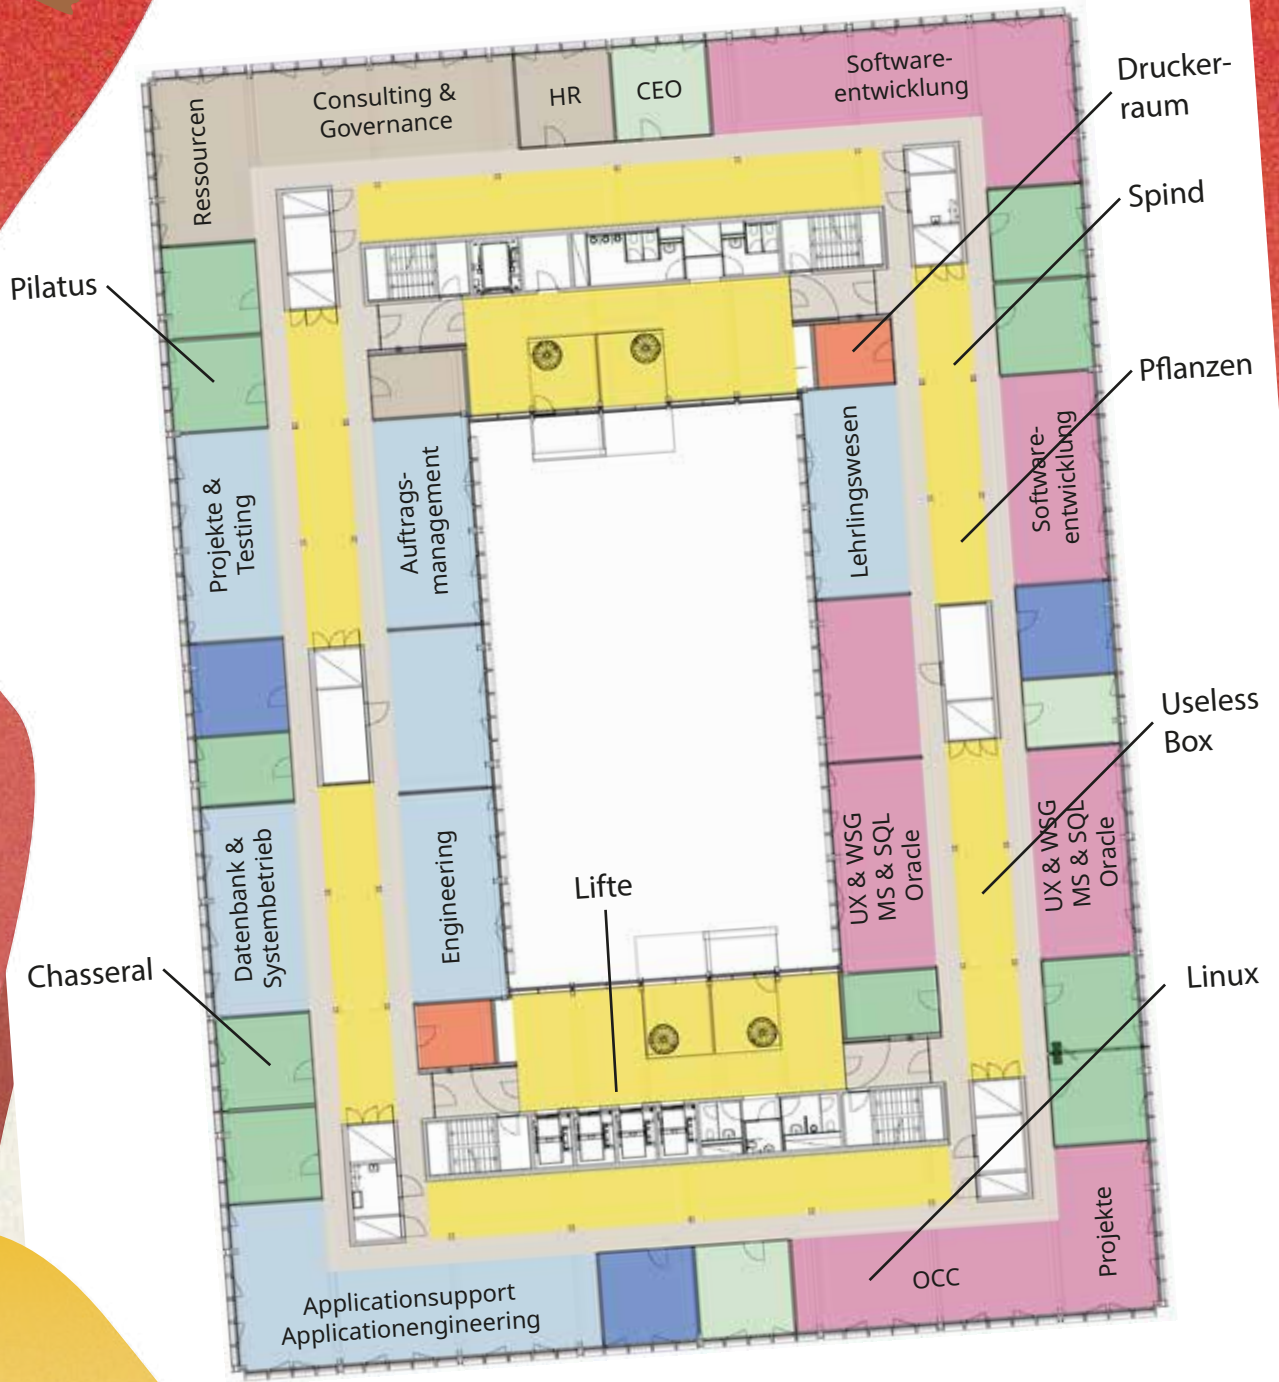 Software-
entwicklung
Drucker-
raum
CEO
HR
Consulting &
Governance
Ressourcen
Spind
Pilatus
Pflanzen
Lehrlingswesen
Software-
entwicklung
Projekte &
Testing
Auftrags-
management
Useless
Box
UX & WSG
MS & SQL
Oracle
UX & WSG
MS & SQL
Oracle
Datenbank &
Systembetrieb
Engineering
Lifte
Chasseral
Linux
Projekte
OCC
Applicationsupport
Applicationengineering